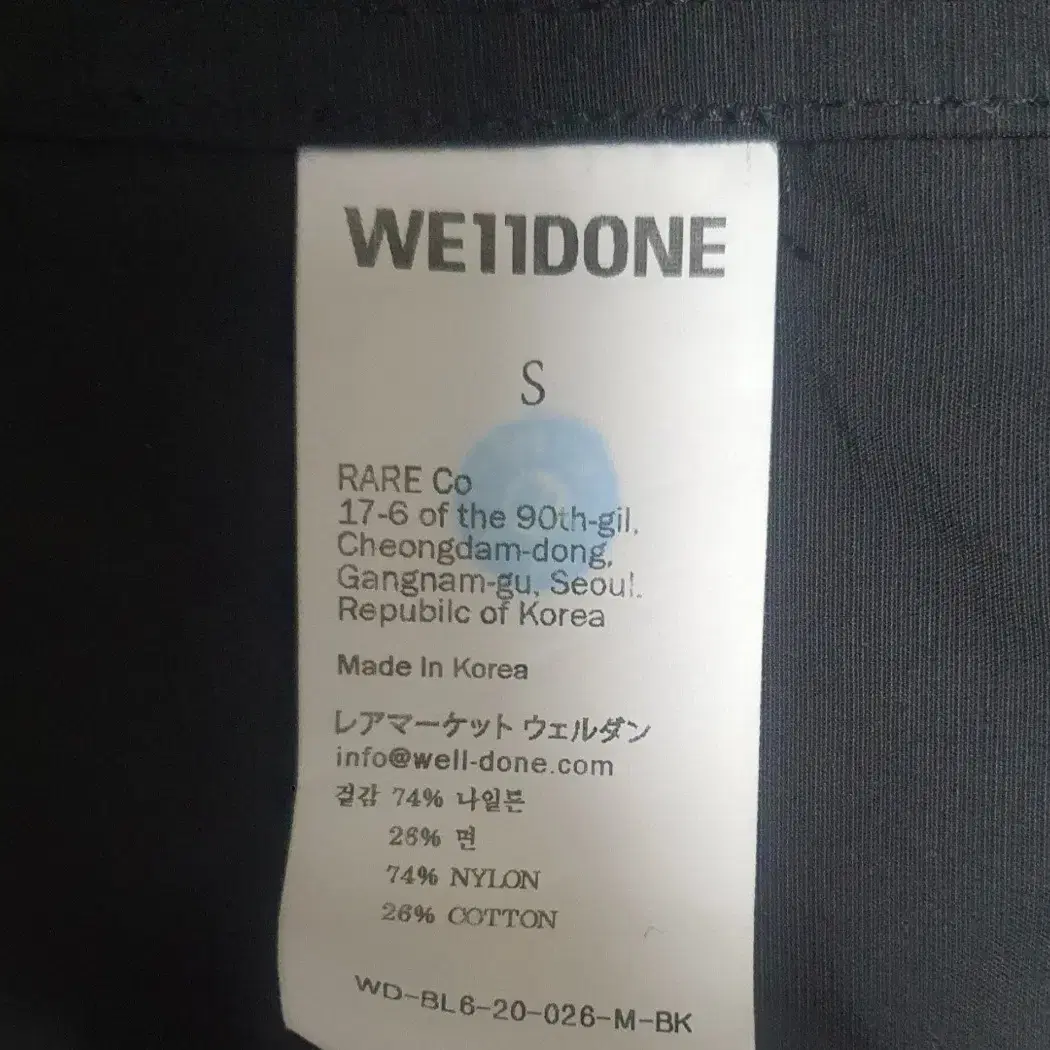 WE11DONE
S
RARE Co
17-6 of the 90th-gil,
Cheongdam-dong,
Gangnam-gu, Seoul.
Repubilc of Korea
Made In Korea
レアマーケット ウェルダン
info@well-done.com
겉감 74% 나일론
26% 면
74% NYLON
26% COTTON
WD-BL6-20-026-M-BK